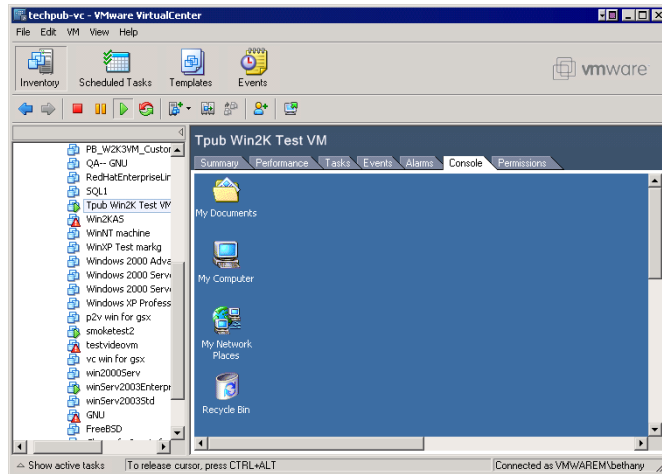 techpub-vc - VMware VirtualCenter
File Edit VM View Help
Inventory Scheduled Tasks Templates Events
vmware
Tpub Win2K Test VM
Summary Performance Tasks Events Alarms Console Permissions
PB_W2K3VM_Custor
QA-- GNU
RedHatEnterpriseLir
SQL1
Tpub Win2K Test VM
Win2KAS
WinNT machine
WinXP Test markg
Windows 2000 Adva
Windows 2000 Serve
Windows 2000 Serve
Windows XP Profess
p2v win for gsx
smoketest2
testvideovm
vc win for gsx
win2000Serv
winServ2003Enterpr
winServ2003Std
GNU
FreeBSD
My Documents
My Computer
My Network
Places
Recycle Bin
Show active tasks To release cursor, press CTRL+ALT Connected as VMWAREM\bethany